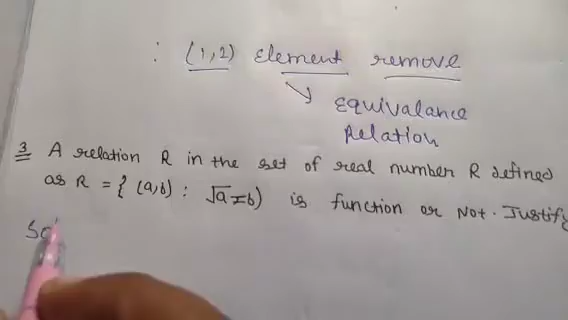 : (1,2) Element remove
↘ Equivalance
Relation
3 A relation R in the set of real number R defined
as R = { (a,b) : √a = b) is function or Not. Justify
So